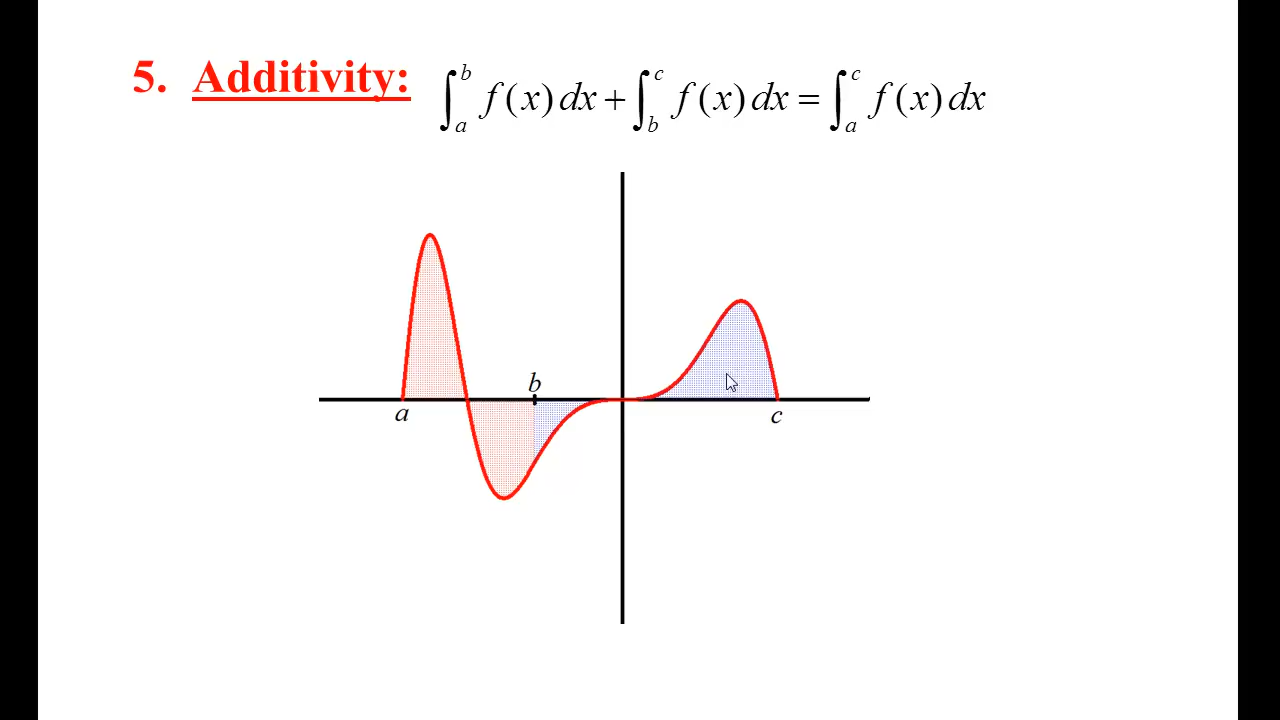 5. Additivity: ∫_a^b f(x) dx + ∫_b^c f(x) dx = ∫_a^c f(x) dx
b
a
c